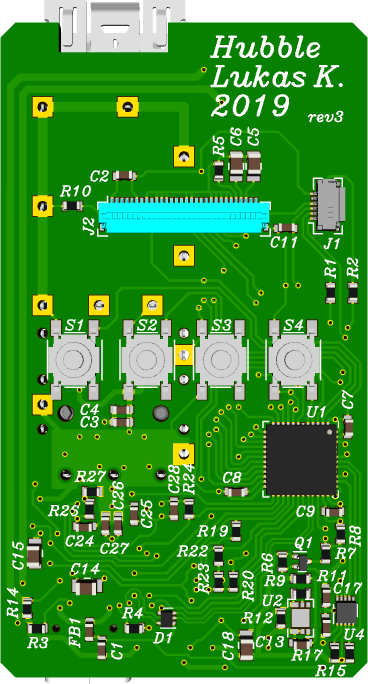 Hubble
Lukas K.
2019 rev3
C6 C5
R5
C2
R10
J2
C11
J1
R1 R2
S1 S2 S3 S4
C4
C3
U1
C7
R27
C26
C28
R24
C8
R25
C25
C24
C27
C9
R19
R8
Q1
R7
C15
R22
R6
C14
R23
R20
R9
R11
C17
R14
U2
R12
R3
FB1
R4
D1
C1
C18
C13
R17
U4
R15